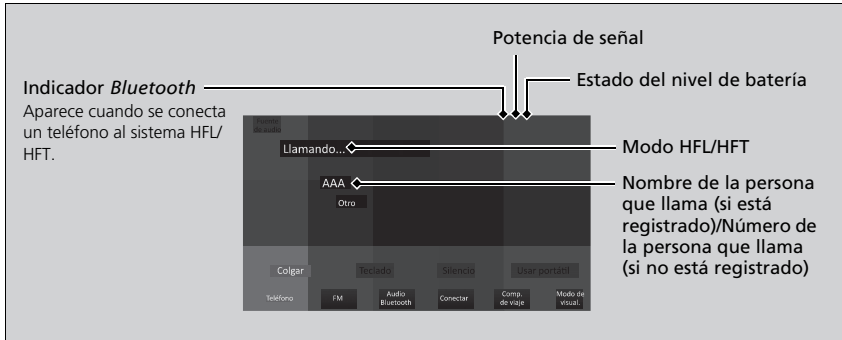 Potencia de señal
Estado del nivel de batería
Indicador Bluetooth
Aparece cuando se conecta
un teléfono al sistema HFL/
HFT.
Fuente
de audio
Llamando...
Modo HFL/HFT
AAA
Otro
Nombre de la persona
que llama (si está
registrado)/Número de
la persona que llama
(si no está registrado)
Colgar
Teclado
Silencio
Usar portátil
Teléfono
FM
Audio
Bluetooth
Conectar
Comp.
de viaje
Modo de
visual.